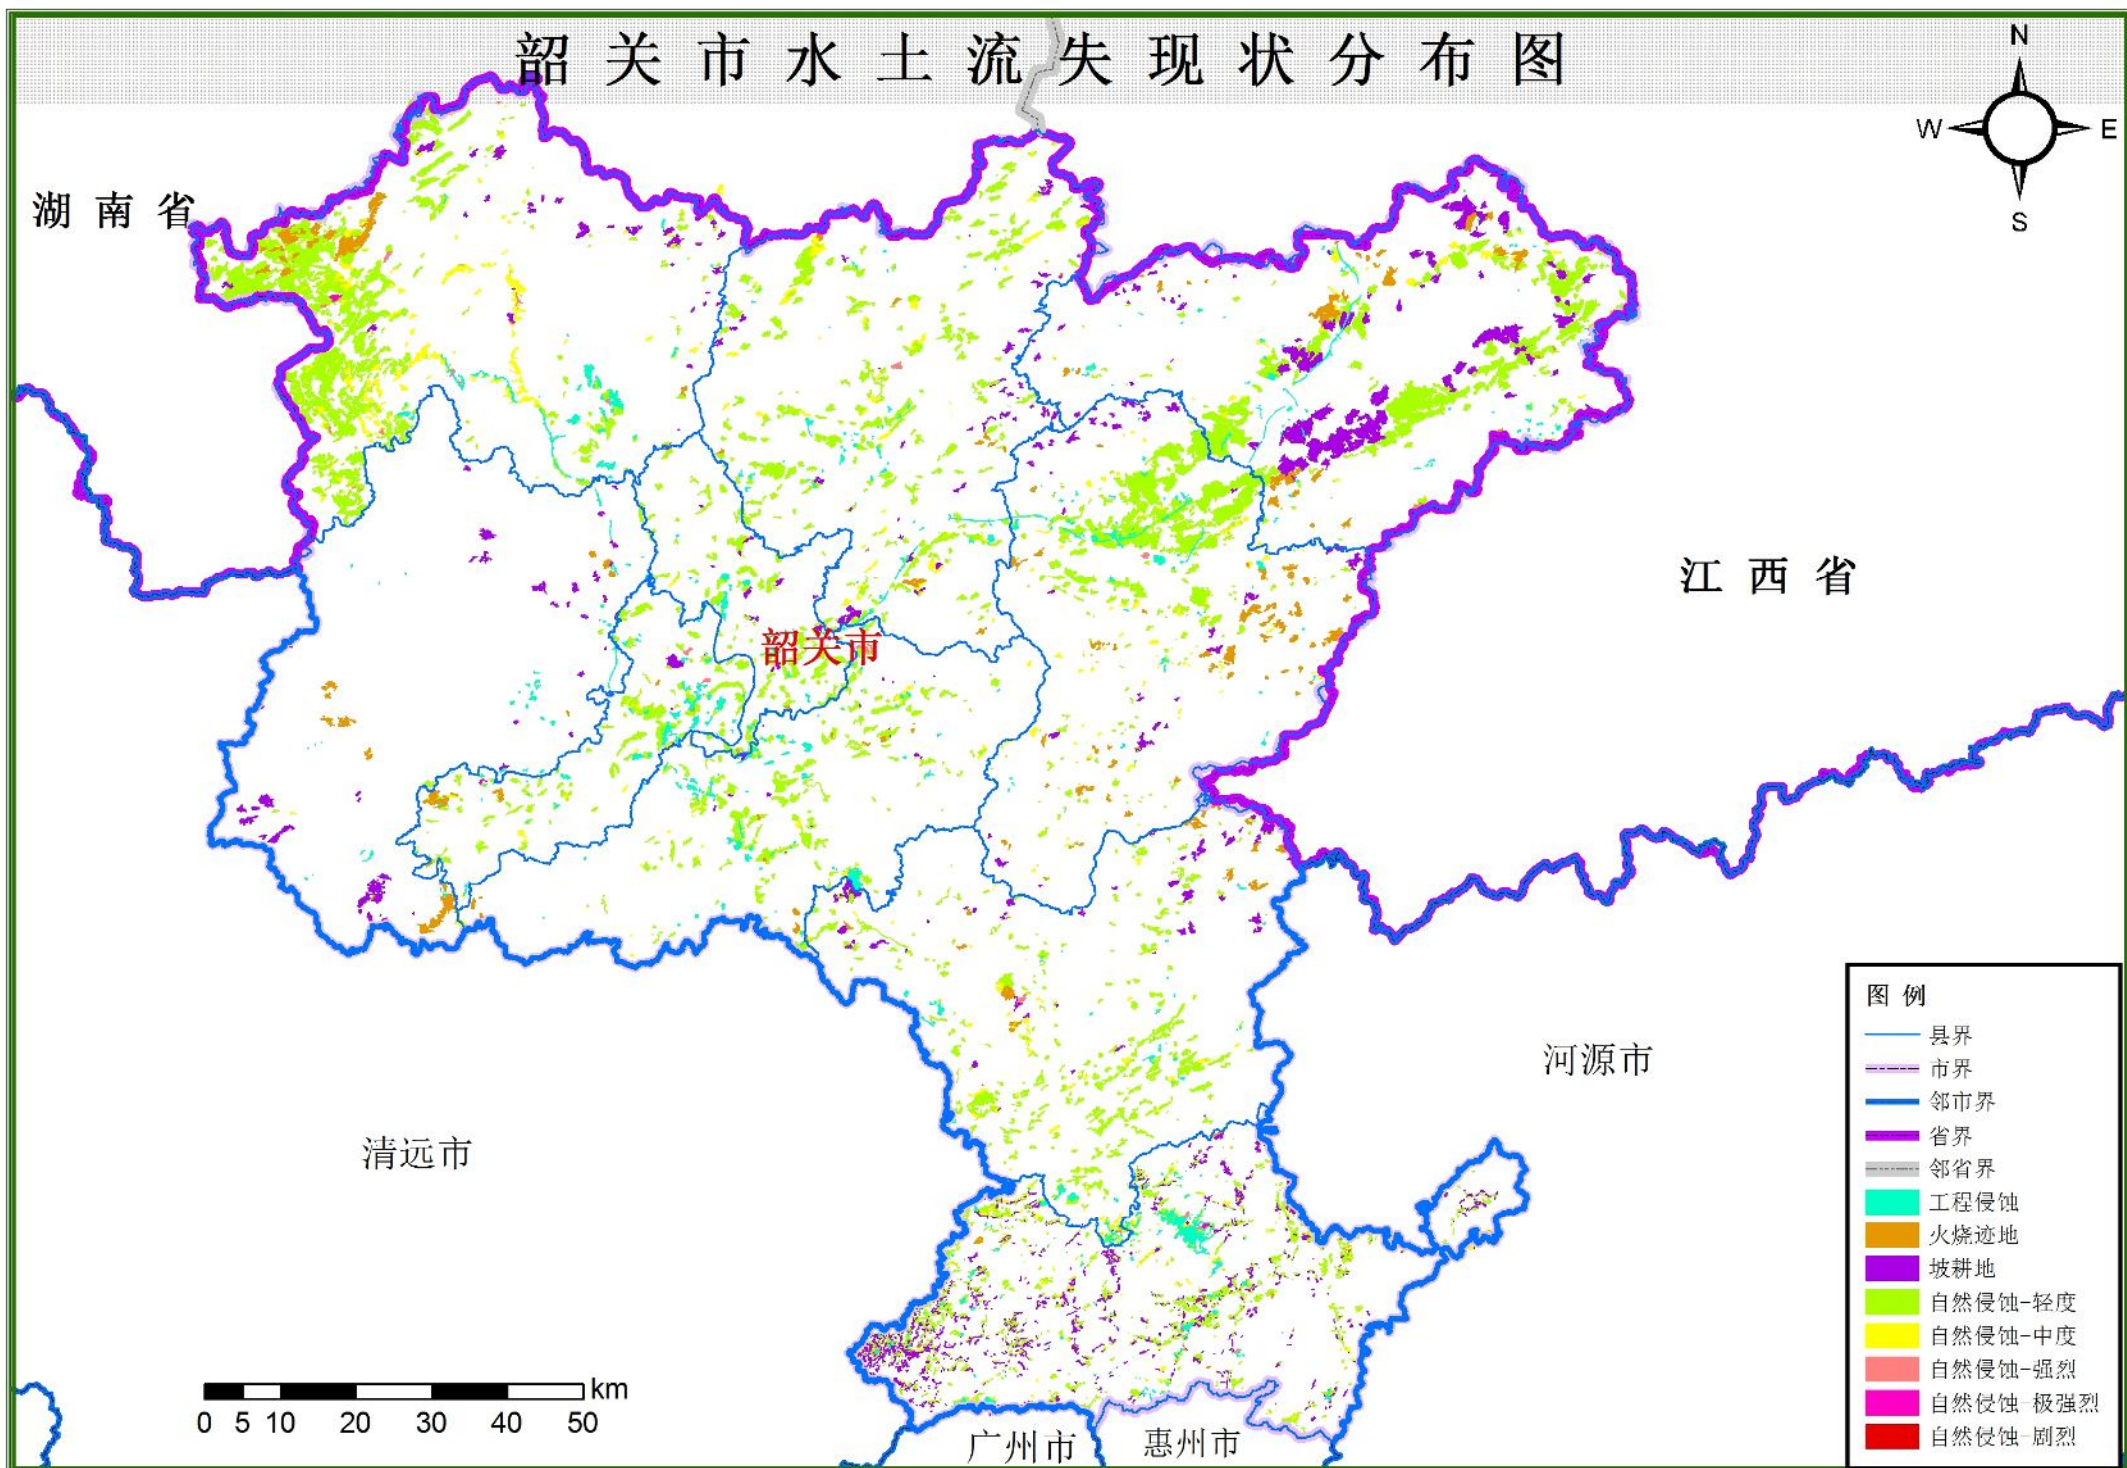 韶关市水土流失现状分布图
N
W E
S
湖南省
江西省
韶关市
河源市
清远市
广州市
惠州市
km
0 5 10 20 30 40 50
图例
县界
市界
邻市界
省界
邻省界
工程侵蚀
火烧迹地
坡耕地
自然侵蚀-轻度
自然侵蚀-中度
自然侵蚀-强烈
自然侵蚀-极强烈
自然侵蚀-剧烈